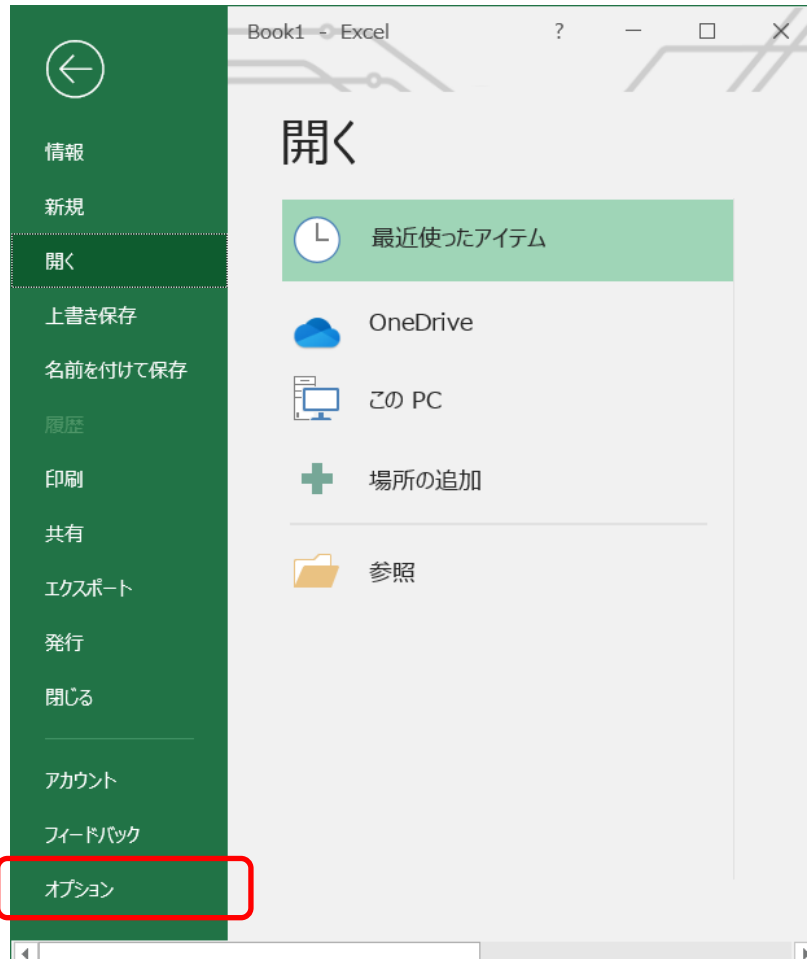 Book1 - Excel
?
情報
新規
開く
上書き保存
名前を付けて保存
履歴
印刷
共有
エクスポート
発行
閉じる
アカウント
フィードバック
オプション
開く
最近使ったアイテム
OneDrive
この PC
場所の追加
参照